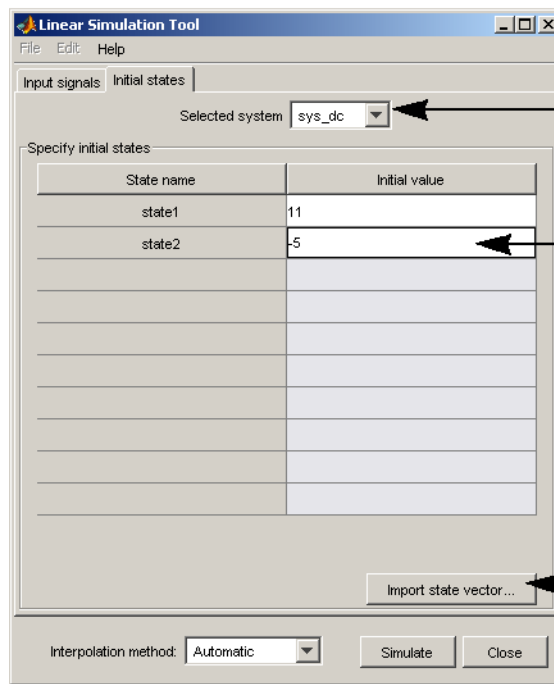 Linear Simulation Tool
File Edit Help
Input signals Initial states
Selected system sys_dc
Specify initial states
State name Initial value
state1 11
state2 -5
Import state vector...
Interpolation method: Automatic Simulate Close